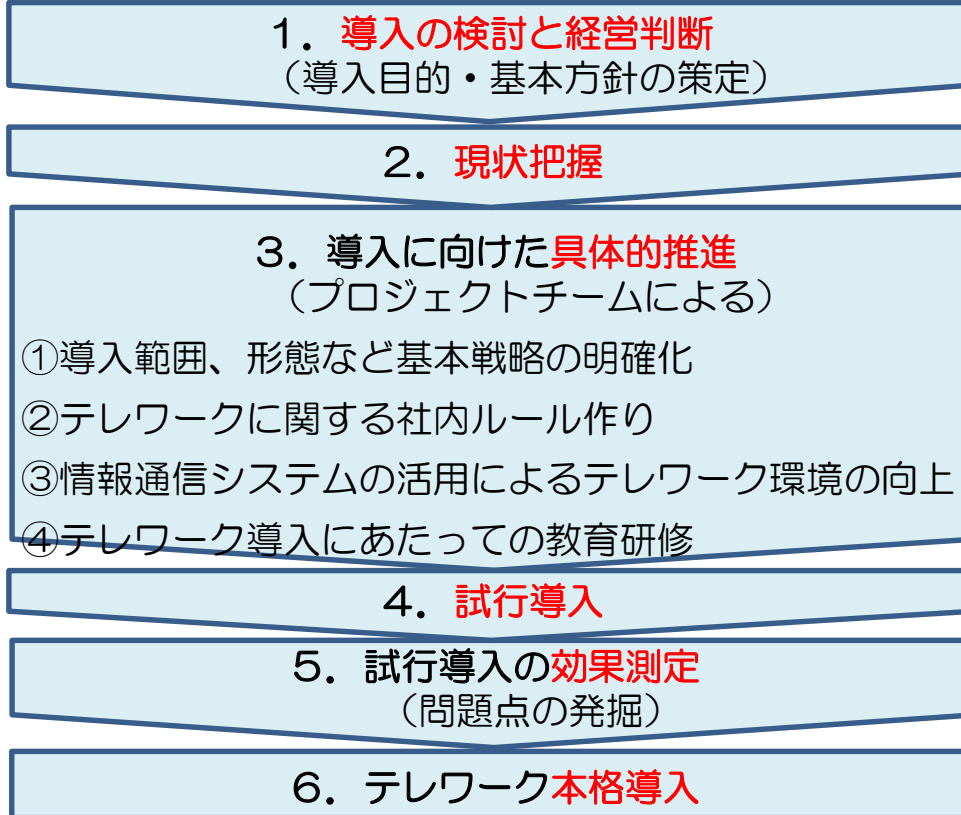 １．導入の検討と経営判断
（導入目的・基本方針の策定）
２．現状把握
３．導入に向けた具体的推進
（プロジェクトチームによる）
①導入範囲、形態など基本戦略の明確化
②テレワークに関する社内ルール作り
③情報通信システムの活用によるテレワーク環境の向上
④テレワーク導入にあたっての教育研修
４．試行導入
５．試行導入の効果測定
（問題点の発掘）
６．テレワーク本格導入